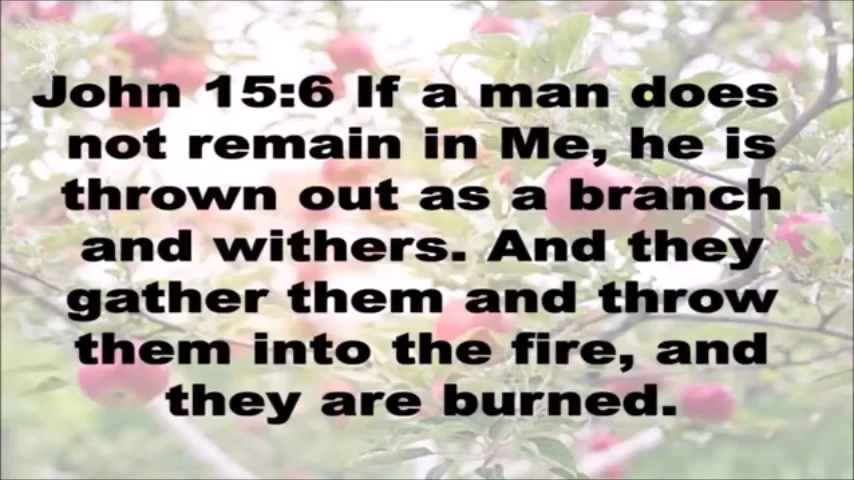 John 15:6 If a man does
not remain in Me, he is
thrown out as a branch
and withers. And they
gather them and throw
them into the fire, and
they are burned.